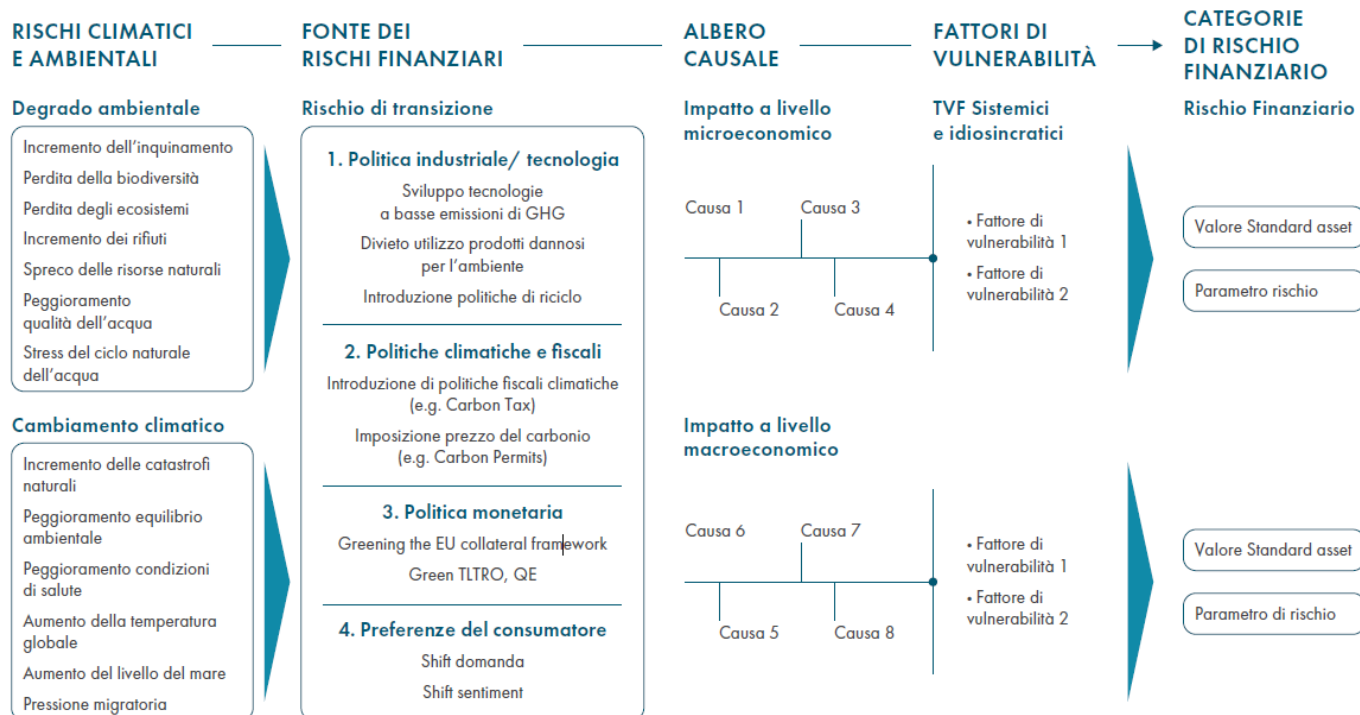 RISCHI CLIMATICI
E AMBIENTALI
FONTE DEI
RISCHI FINANZIARI
ALBERO
CAUSALE
FATTORI DI
VULNERABILITÀ
CATEGORIE
DI RISCHIO
FINANZIARIO
Degrado ambientale
Incremento dell'inquinamento
Perdita della biodiversità
Perdita degli ecosistemi
Incremento dei rifiuti
Spreco delle risorse naturali
Peggioramento
qualità dell'acqua
Stress del ciclo naturale
dell'acqua
Cambiamento climatico
Incremento delle catastrofi
naturali
Peggioramento equilibrio
ambientale
Peggioramento condizioni
di salute
Aumento della temperatura
globale
Aumento del livello del mare
Pressione migratoria
Rischio di transizione
1. Politica industriale/ tecnologia
Sviluppo tecnologie
a basse emissioni di GHG
Divieto utilizzo prodotti dannosi
per l'ambiente
Introduzione politiche di riciclo
2. Politiche climatiche e fiscali
Introduzione di politiche fiscali climatiche
(e.g. Carbon Tax)
Imposizione prezzo del carbonio
(e.g. Carbon Permits)
3. Politica monetaria
Greening the EU collateral framework
Green TLTRO, QE
4. Preferenze del consumatore
Shift domanda
Shift sentiment
Impatto a livello
microeconomico
Causa 1
Causa 3
Causa 2
Causa 4
Impatto a livello
macroeconomico
Causa 6
Causa 7
Causa 5
Causa 8
TVF Sistemici
e idiosincratici
• Fattore di
vulnerabilità 1
• Fattore di
vulnerabilità 2
• Fattore di
vulnerabilità 1
• Fattore di
vulnerabilità 2
Rischio Finanziario
Valore Standard asset
Parametro rischio
Valore Standard asset
Parametro di rischio